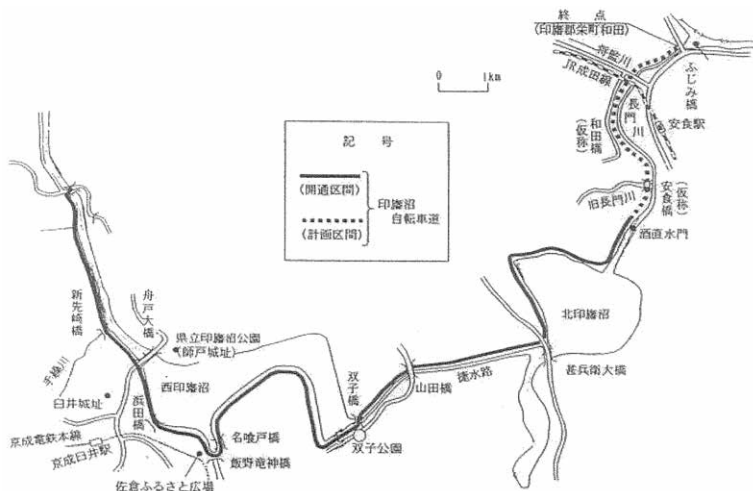 終点
(印旛郡栄町和田)
将監川
JR成田線
ふじみ橋
0 1km
長門川
安食駅
和田橋
(仮称)
記号
(開通区間)
(計画区間)
印旛沼
自転車道
旧長門川
安食橋
(仮称)
酒直水門
北印旛沼
新先崎橋
舟戸大橋
県立印旛沼公園
(師戸城址)
手繰川
西印旛沼
双子橋
山田橋
捷水路
甚兵衛大橋
臼井城址
浜田橋
京成電鉄本線
京成臼井駅
名喰戸橋
飯野竜神橋
双子公園
佐倉ふるさと広場